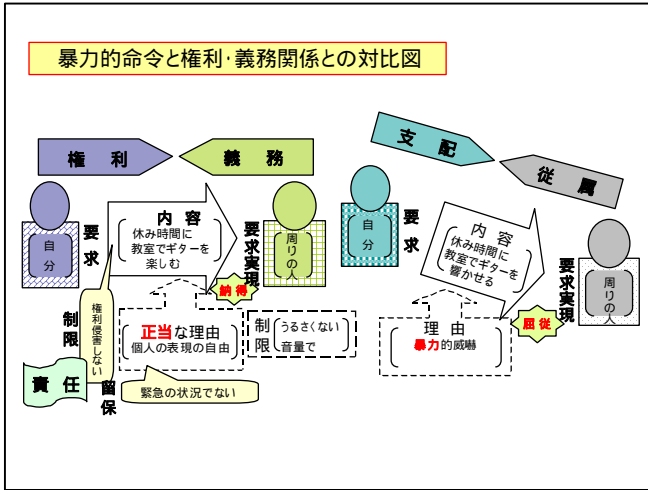 暴力的命令と権利・義務関係との対比図
権利
義務
自分
要求
内容
休み時間に
教室でギターを
楽しむ
要求実現
周りの人
納得
制限
権利侵害しない
正当な理由
個人の表現の自由
制限
うるさくない
音量で
責任
留保
緊急の状況でない
支配
従属
自分
要求
内容
休み時間に
教室でギターを
響かせる
要求実現
周りの人
屈従
理由
暴力的威嚇